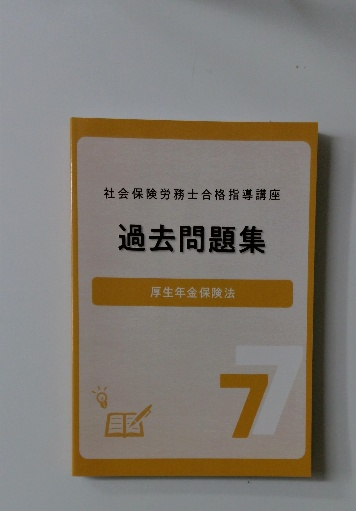 社会保険労務士合格指導講座
過去問題集
厚生年金保険法
7